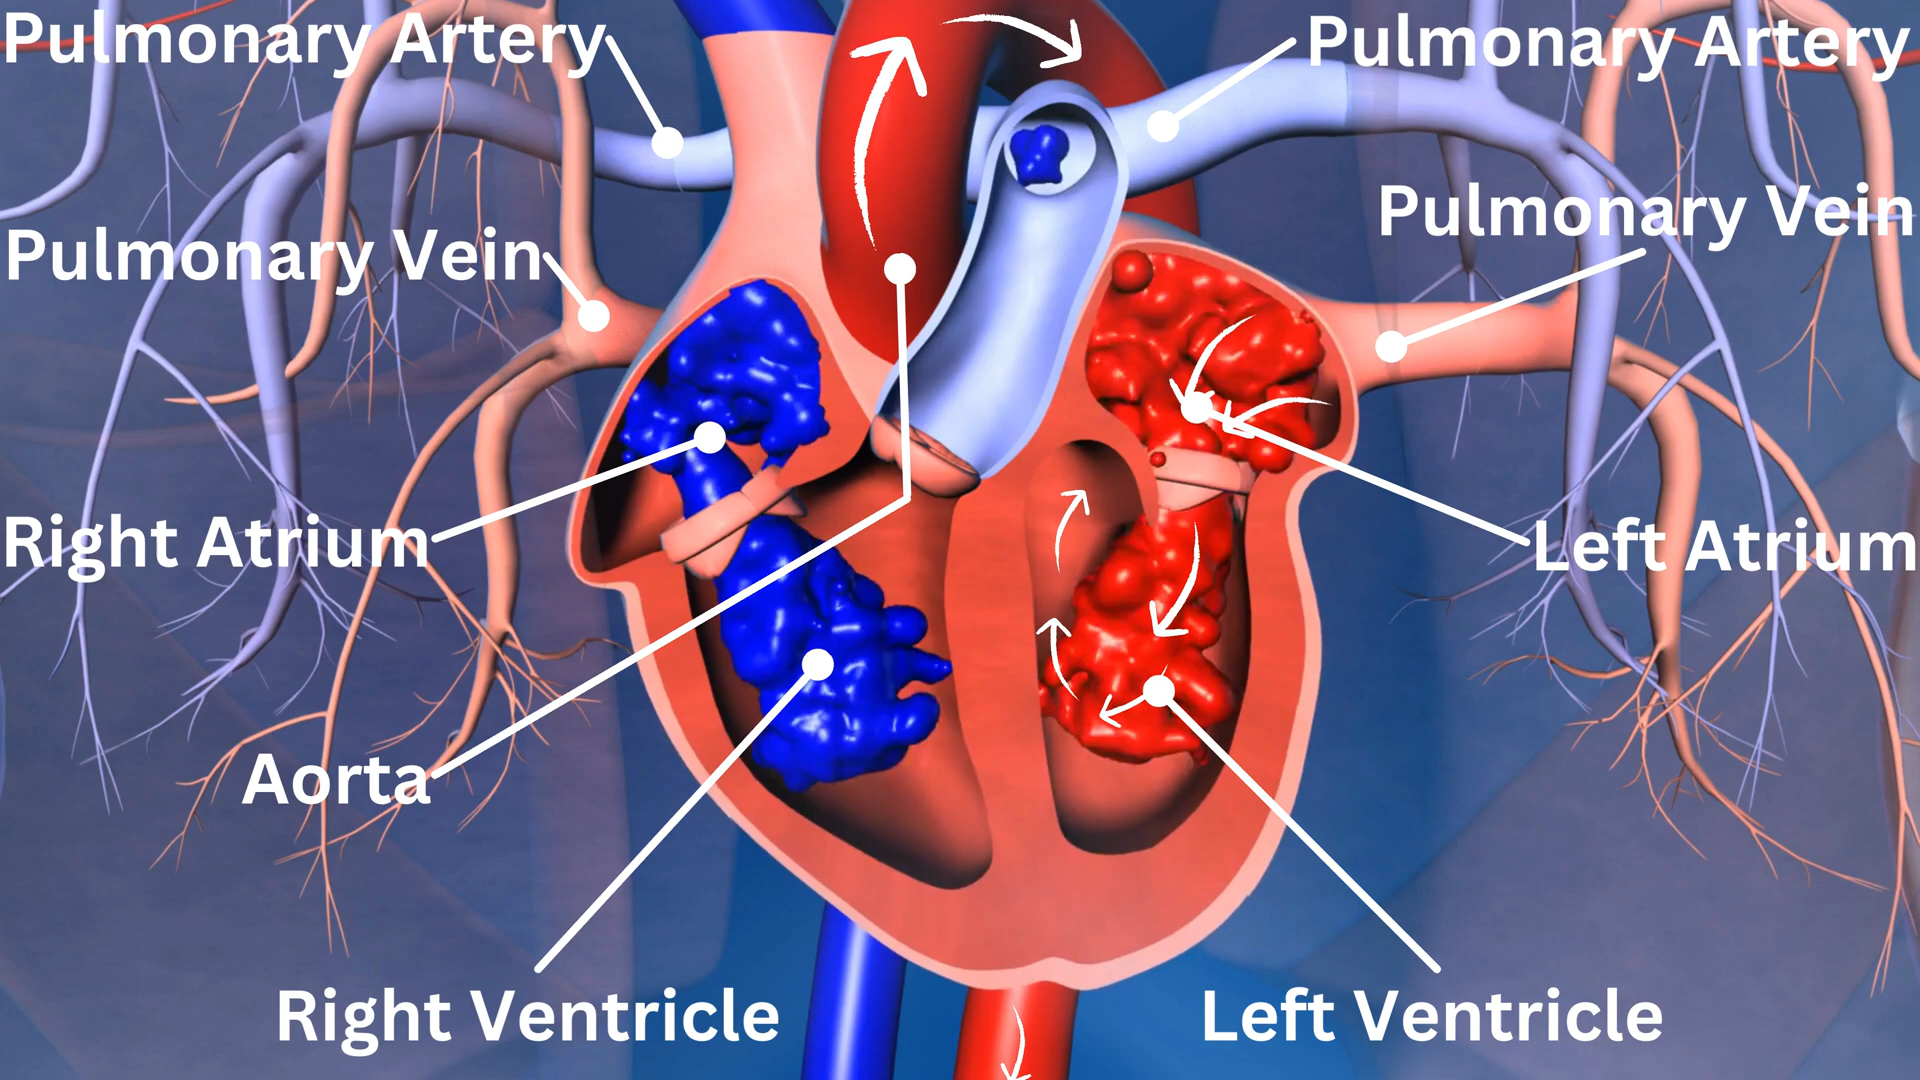 Pulmonary Artery
Pulmonary Artery
Pulmonary Vein
Pulmonary Vein
Right Atrium
Left Atrium
Aorta
Right Ventricle
Left Ventricle